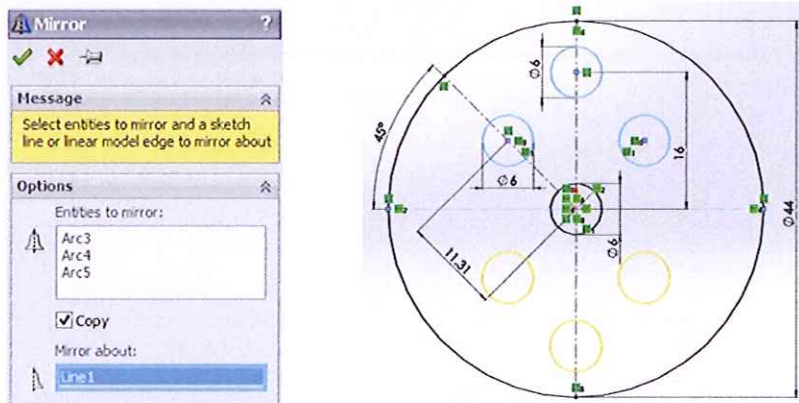 Mirror ?
Message
Select entities to mirror and a sketch
line or linear model edge to mirror about
Options
Entities to mirror:
Arc3
Arc4
Arc5
Copy
Mirror about:
Line1
Ø6
45°
16
Ø6
11,31
Ø6
Ø44